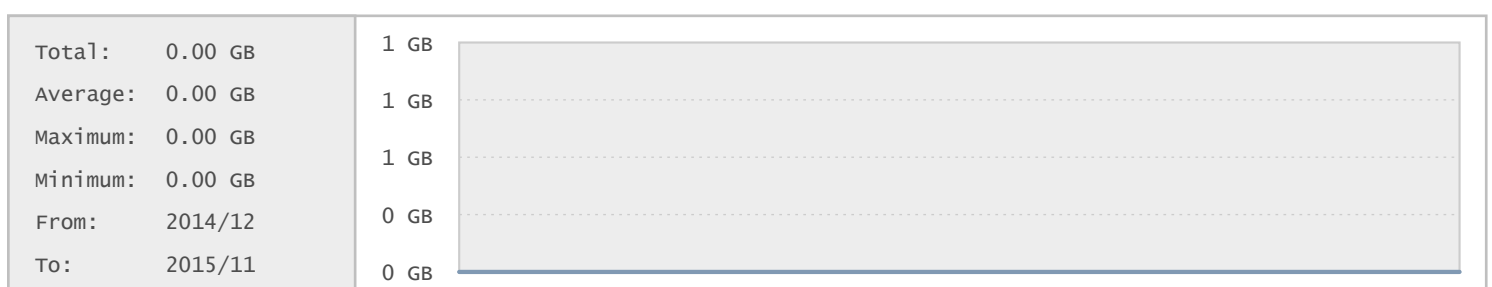 Total: 0.00 GB
Average: 0.00 GB
Maximum: 0.00 GB
Minimum: 0.00 GB
From: 2014/12
To: 2015/11
1 GB
1 GB
1 GB
0 GB
0 GB